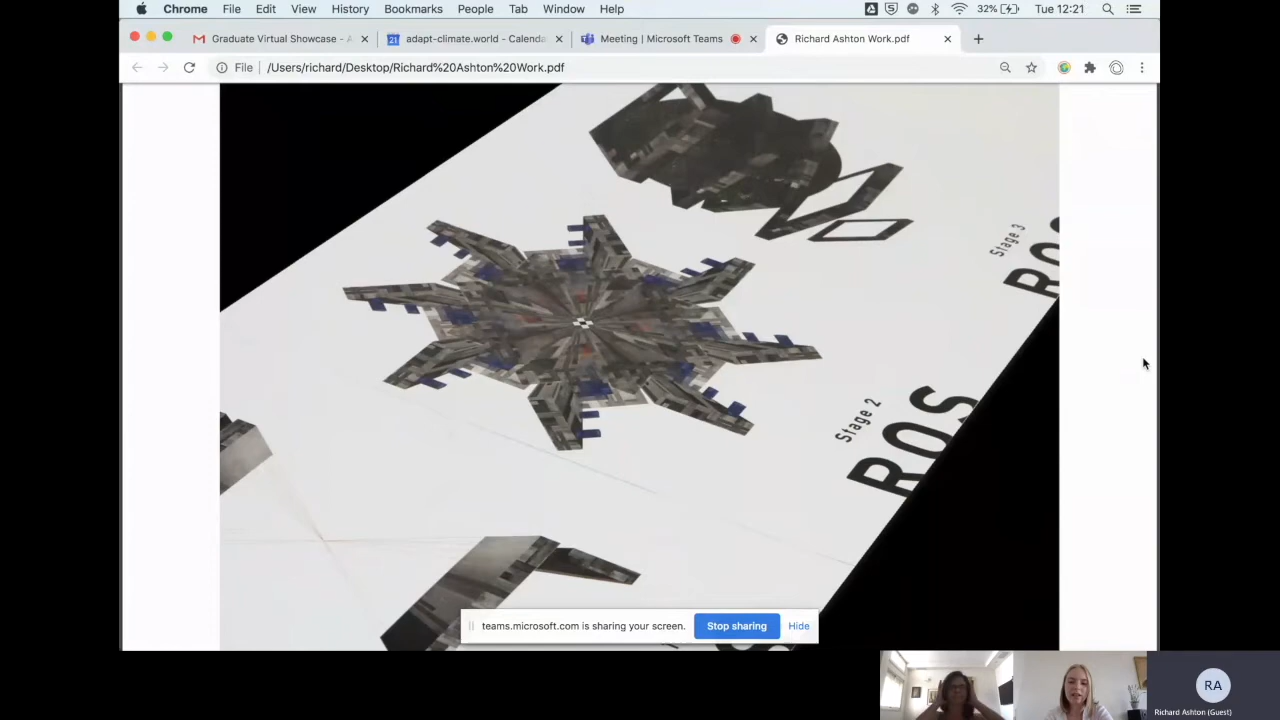 Chrome File Edit View History Bookmarks People Tab Window Help 32% Tue 12:21
Graduate Virtual Showcase - A adapt-climate.world - Calenda Meeting | Microsoft Teams Richard Ashton Work.pdf
File /Users/richard/Desktop/Richard%20Ashton%20Work.pdf
Stage 3
Stage 2
ROS
teams.microsoft.com is sharing your screen. Stop sharing Hide
RA
Richard Ashton (Guest)